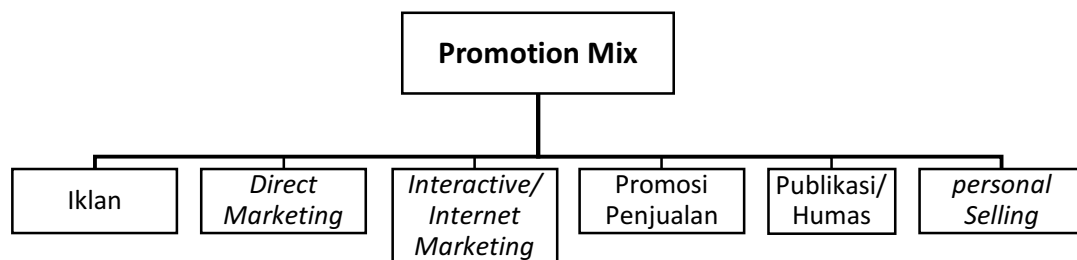 Promotion Mix
Iklan
Direct
Marketing
Interactive/
Internet
Marketing
Promosi
Penjualan
Publikasi/
Humas
personal
Selling